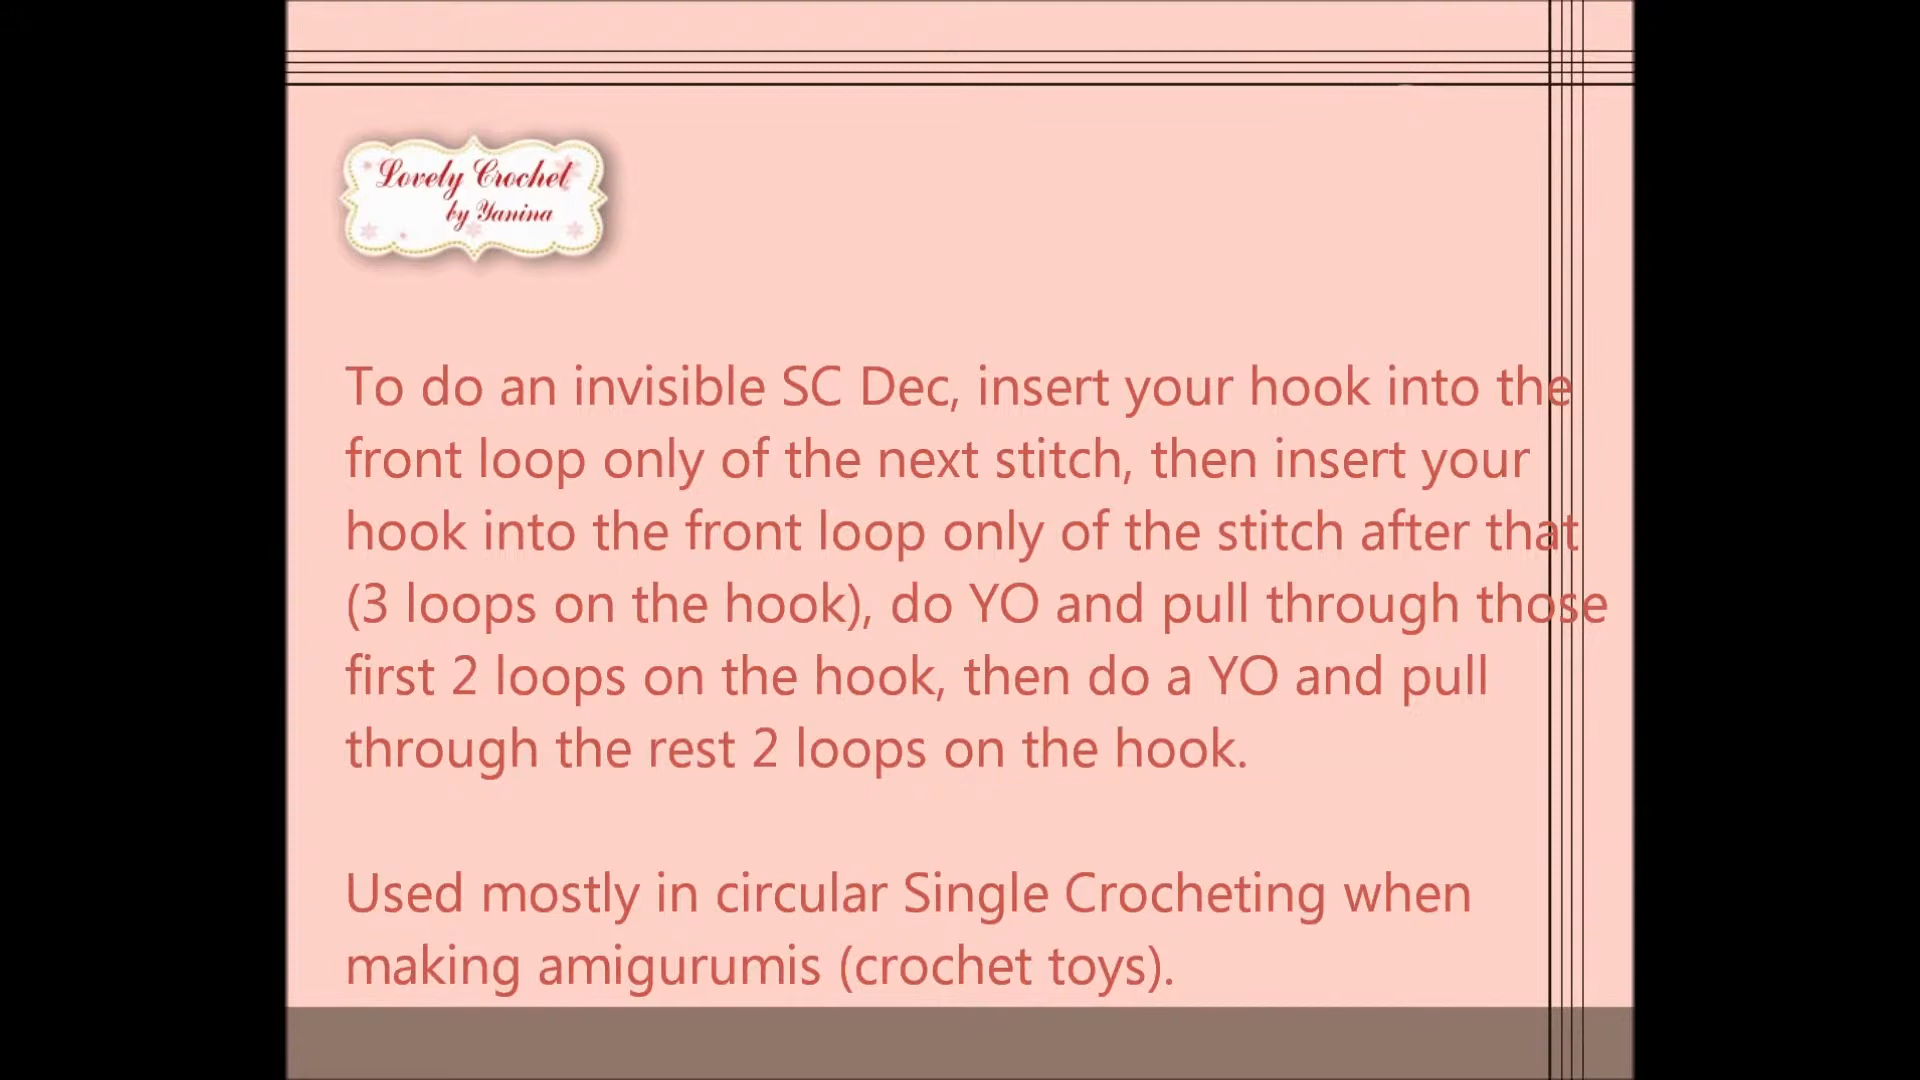 Lovely Crochet
by Yanina
To do an invisible SC Dec, insert your hook into the
front loop only of the next stitch, then insert your
hook into the front loop only of the stitch after that
(3 loops on the hook), do YO and pull through those
first 2 loops on the hook, then do a YO and pull
through the rest 2 loops on the hook.
Used mostly in circular Single Crocheting when
making amigurumis (crochet toys).